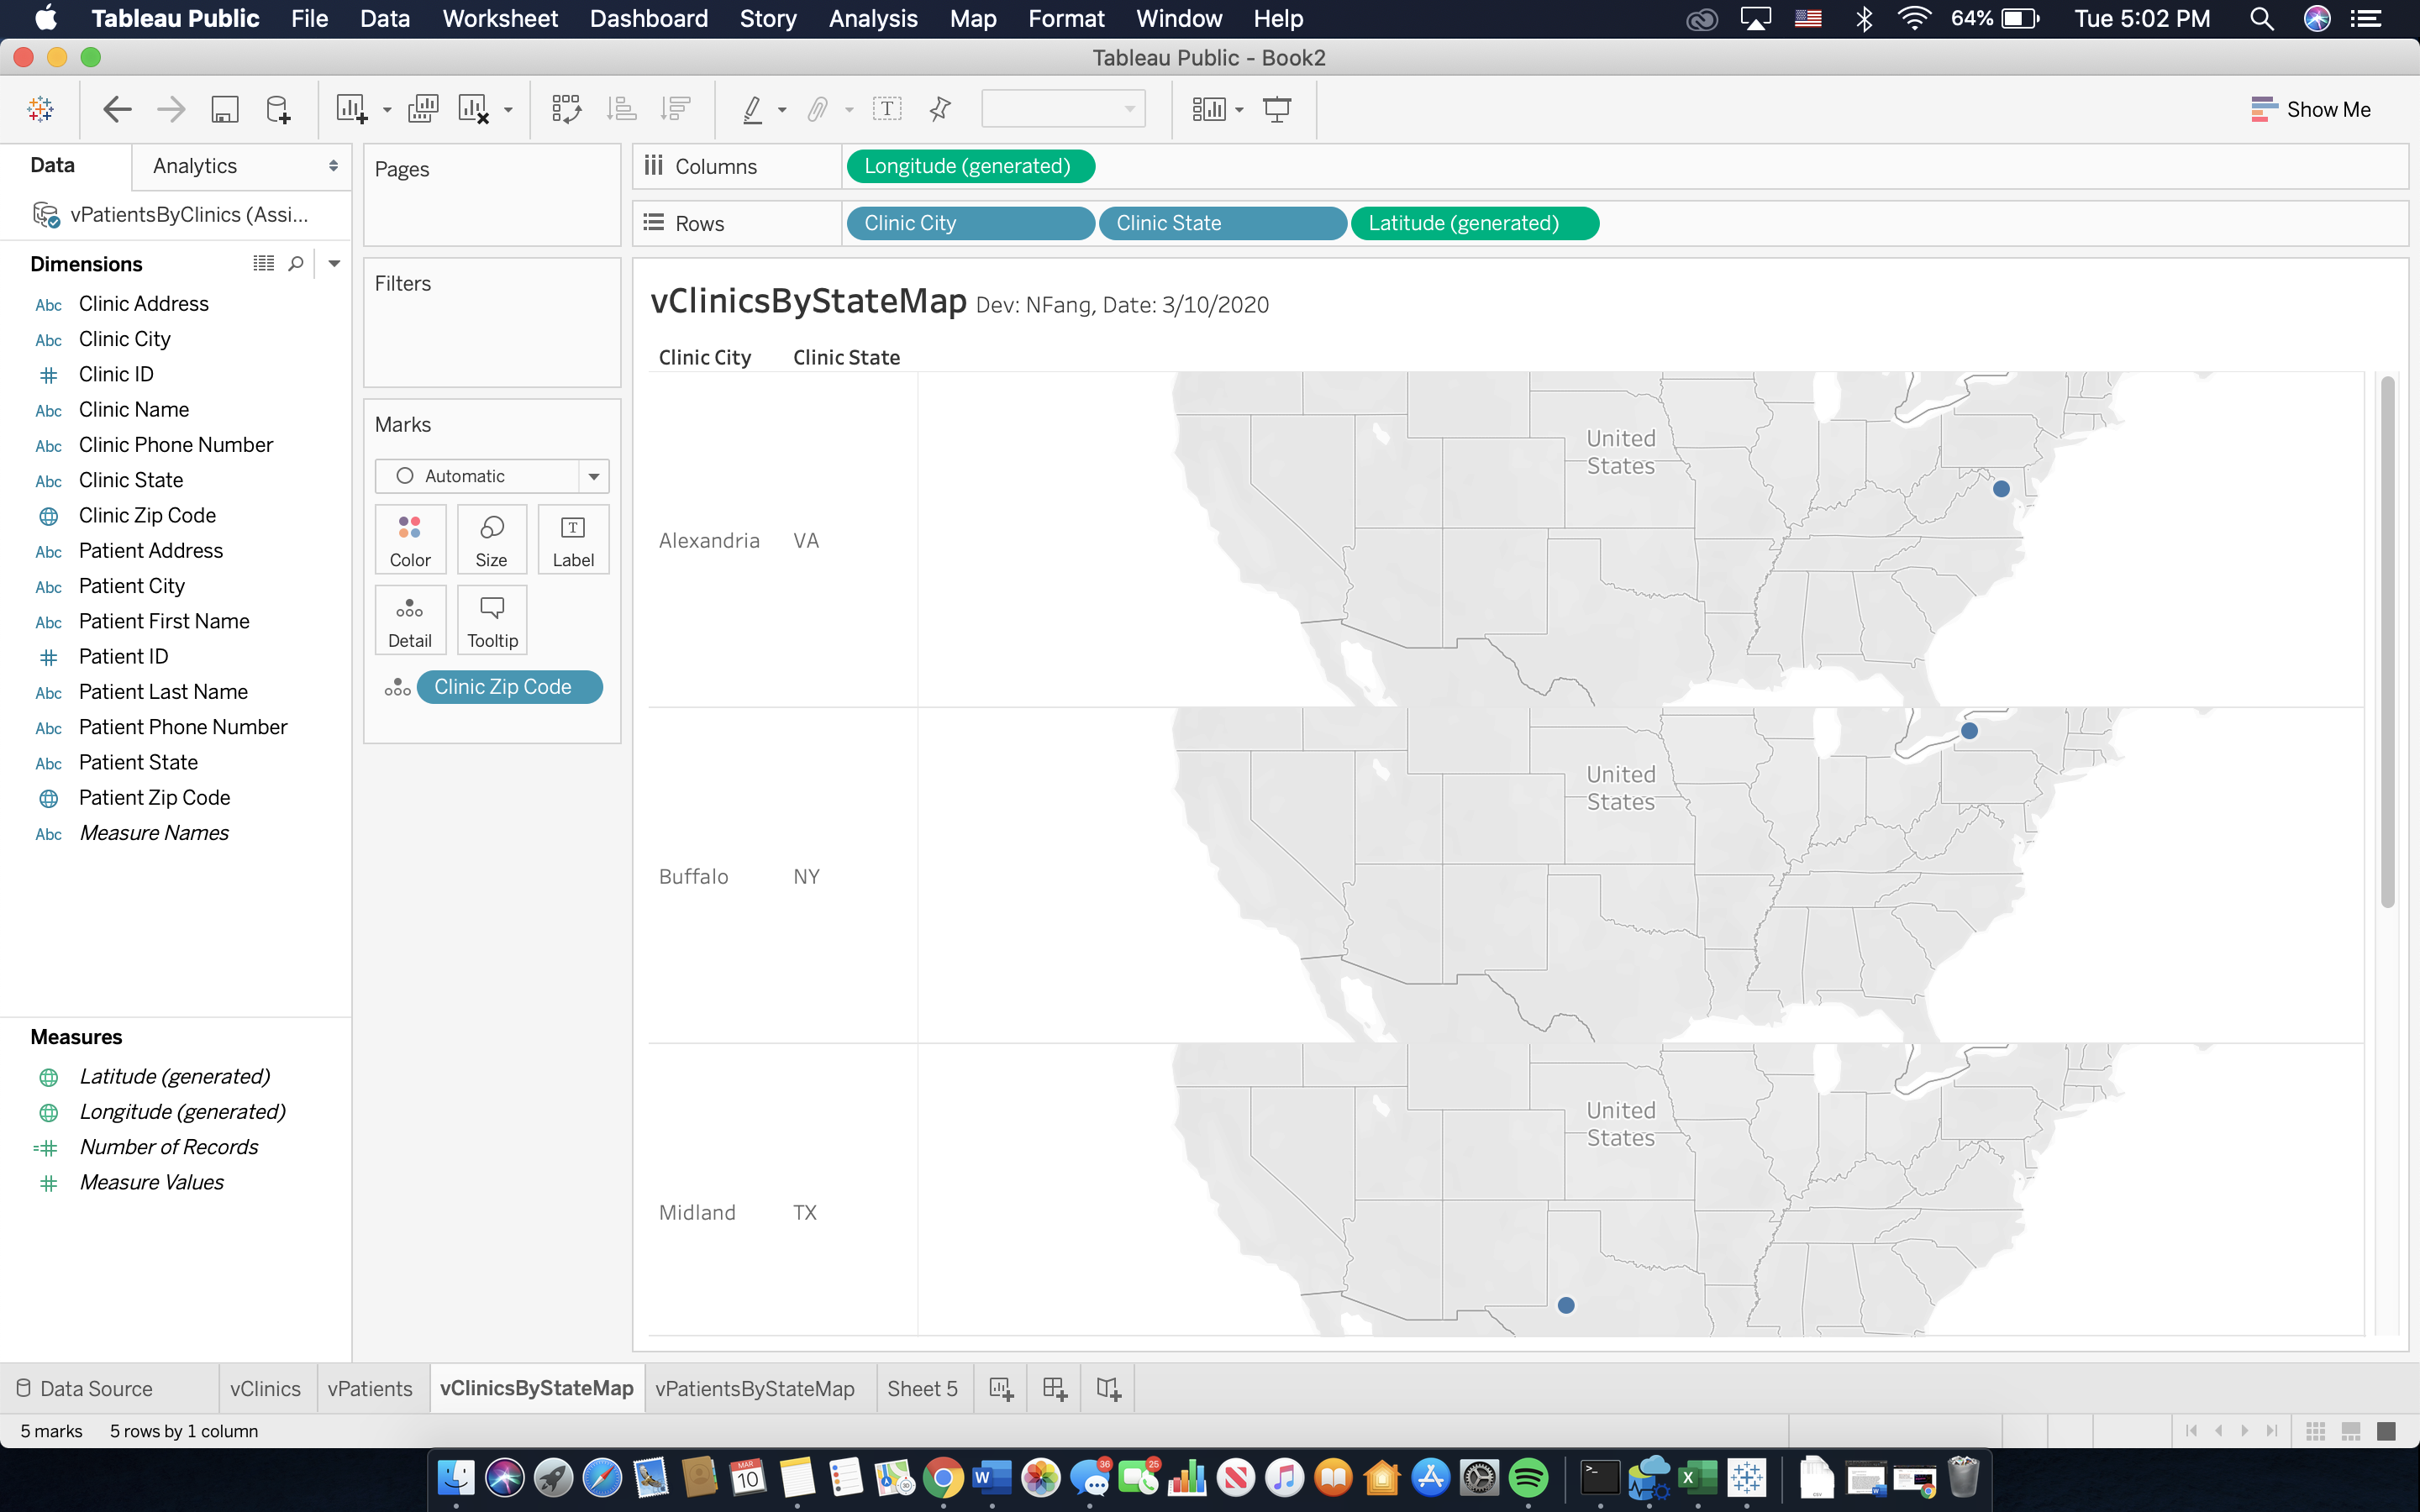 Tableau Public File Data Worksheet Dashboard Story Analysis Map Format Window Help 64% Tue 5:02 PM
Tableau Public - Book2
Show Me
Data Analytics
vPatientsByClinics (Assi...
Dimensions
Abc Clinic Address
Abc Clinic City
Clinic ID
Abc Clinic Name
Abc Clinic Phone Number
Abc Clinic State
Clinic Zip Code
Abc Patient Address
Abc Patient City
Abc Patient First Name
Patient ID
Abc Patient Last Name
Abc Patient Phone Number
Abc Patient State
Patient Zip Code
Abc Measure Names
Measures
Latitude (generated)
Longitude (generated)
Number of Records
Measure Values
Pages
Filters
Marks
Automatic
Color Size Label
Detail Tooltip
Clinic Zip Code
Columns Longitude (generated)
Rows Clinic City Clinic State Latitude (generated)
vClinicsByStateMap Dev: NFang, Date: 3/10/2020
Clinic City Clinic State
Alexandria VA
United
States
Buffalo NY
United
States
Midland TX
United
States
Data Source vClinics vPatients vClinicsByStateMap vPatientsByStateMap Sheet 5
5 marks 5 rows by 1 column
MAR
10
36
25